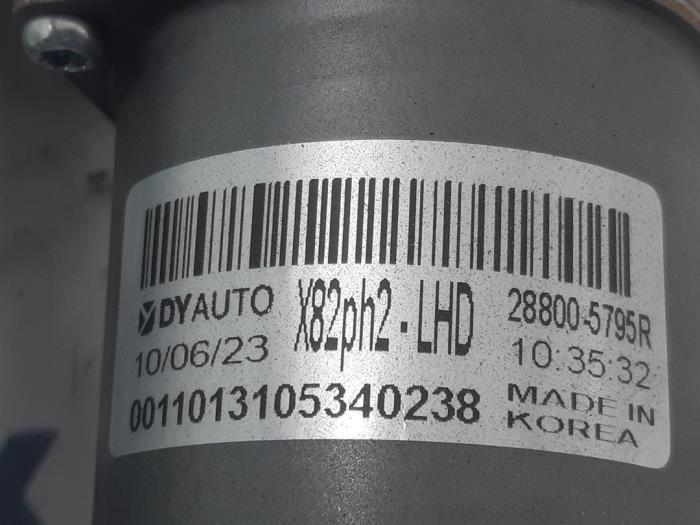 DYAUTO X82ph2-LHD 28800-5795R
10/06/23 10:35:32
0011013105340238 MADE IN
KOREA